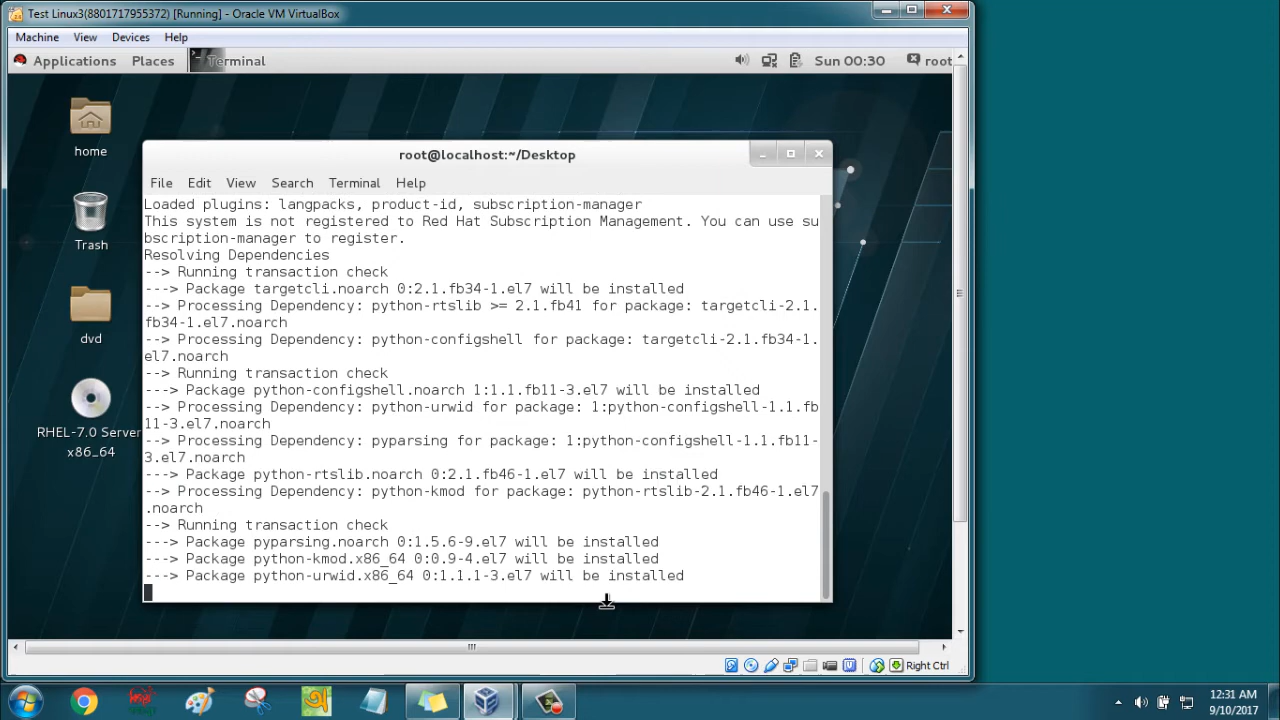 Test Linux3(8801717955372) [Running] - Oracle VM VirtualBox
Machine View Devices Help
Applications Places Terminal Sun 00:30 root
home
Trash
dvd
RHEL-7.0 Server
x86_64
root@localhost:~/Desktop
File Edit View Search Terminal Help
Loaded plugins: langpacks, product-id, subscription-manager
This system is not registered to Red Hat Subscription Management. You can use su
bscription-manager to register.
Resolving Dependencies
--> Running transaction check
---> Package targetcli.noarch 0:2.1.fb34-1.el7 will be installed
--> Processing Dependency: python-rtslib >= 2.1.fb41 for package: targetcli-2.1.
fb34-1.el7.noarch
--> Processing Dependency: python-configshell for package: targetcli-2.1.fb34-1.
el7.noarch
--> Running transaction check
---> Package python-configshell.noarch 1:1.1.fb11-3.el7 will be installed
--> Processing Dependency: python-urwid for package: 1:python-configshell-1.1.fb
11-3.el7.noarch
--> Processing Dependency: pyparsing for package: 1:python-configshell-1.1.fb11-
3.el7.noarch
---> Package python-rtslib.noarch 0:2.1.fb46-1.el7 will be installed
--> Processing Dependency: python-kmod for package: python-rtslib-2.1.fb46-1.el7
.noarch
--> Running transaction check
---> Package pyparsing.noarch 0:1.5.6-9.el7 will be installed
---> Package python-kmod.x86_64 0:0.9-4.el7 will be installed
---> Package python-urwid.x86_64 0:1.1.1-3.el7 will be installed
Right Ctrl
12:31 AM
9/10/2017